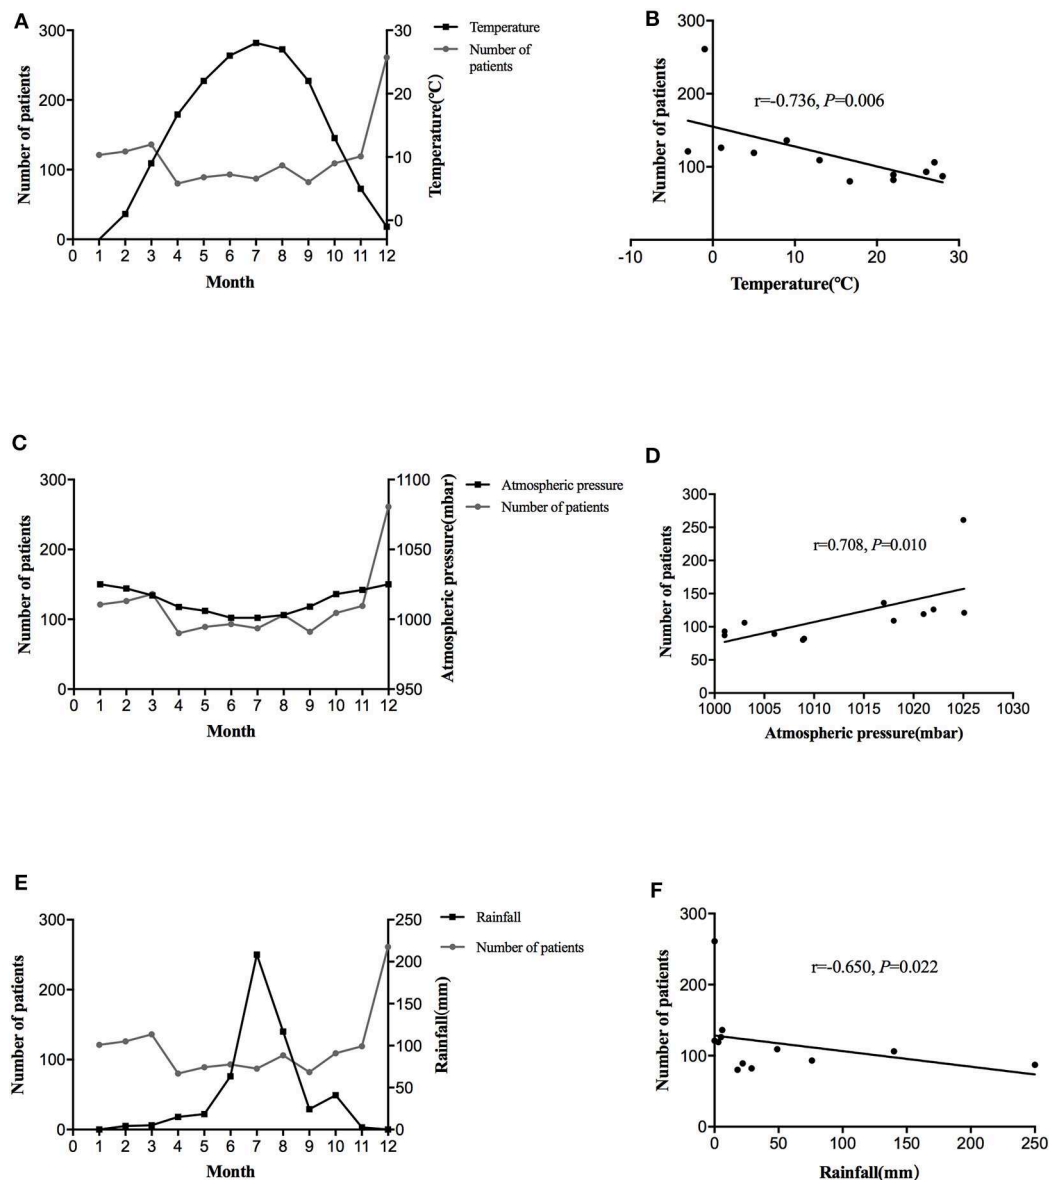 A
300
200
100
0
Number of patients
30
20
10
0
Temperature(℃)
0 1 2 3 4 5 6 7 8 9 10 11 12
Month
Temperature
Number of
patients
B
300
200
100
Number of patients
r=-0.736, P=0.006
-10 0 10 20 30
Temperature(℃)
C
300
200
100
0
Number of patients
1100
1050
1000
950
Atmospheric pressure(mbar)
0 1 2 3 4 5 6 7 8 9 10 11 12
Month
Atmospheric pressure
Number of patients
D
300
250
200
150
100
50
0
Number of patients
r=0.708, P=0.010
1000 1005 1010 1015 1020 1025 1030
Atmospheric pressure(mbar)
E
300
200
100
0
Number of patients
250
200
150
100
50
0
Rainfall(mm)
0 1 2 3 4 5 6 7 8 9 10 11 12
Month
Rainfall
Number of patients
F
300
200
100
0
Number of patients
r=-0.650, P=0.022
0 50 100 150 200 250
Rainfall(mm)